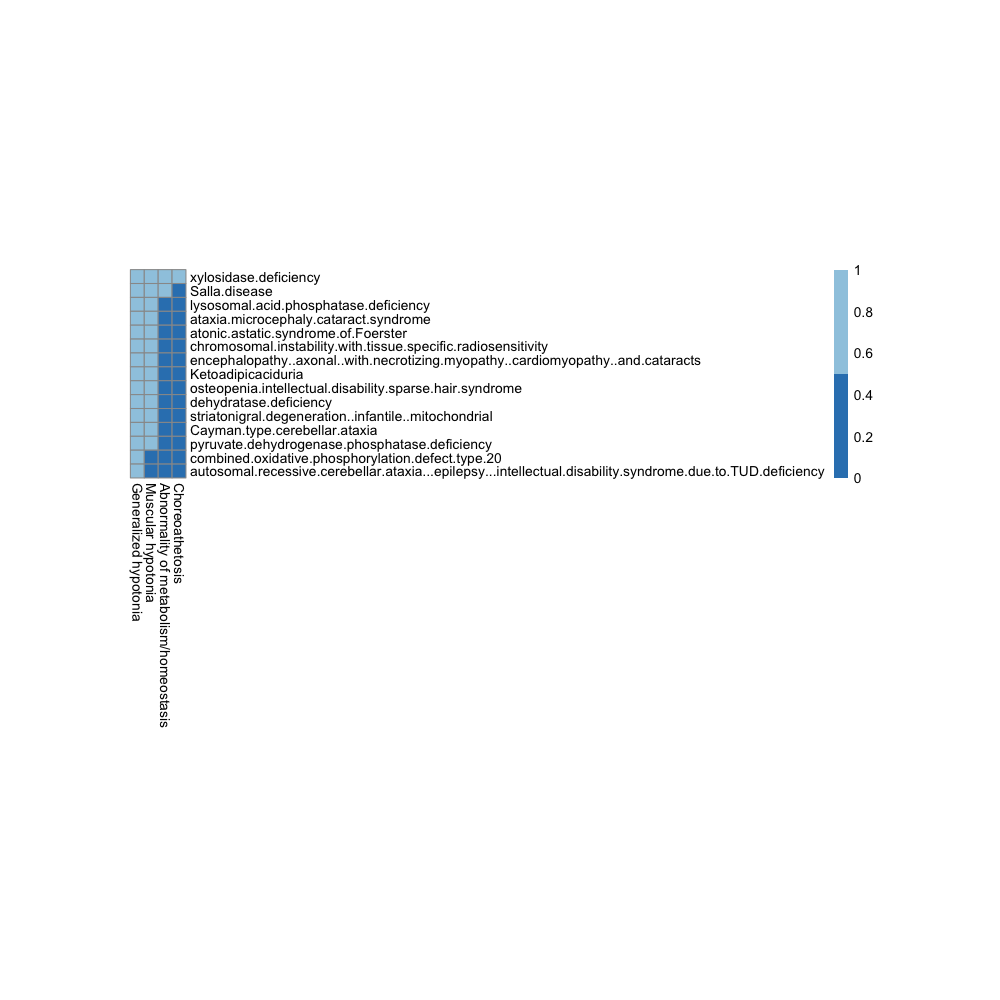 xylosidase.deficiency
Salla.disease
lysosomal.acid.phosphatase.deficiency
ataxia.microcephaly.cataract.syndrome
atonic.astatic.syndrome.of.Foerster
chromosomal.instability.with.tissue.specific.radiosensitivity
encephalopathy..axonal..with.necrotizing.myopathy..cardiomyopathy..and.cataracts
Ketoadipicaciduria
osteopenia.intellectual.disability.sparse.hair.syndrome
dehydratase.deficiency
striatonigral.degeneration..infantile..mitochondrial
Cayman.type.cerebellar.ataxia
pyruvate.dehydrogenase.phosphatase.deficiency
combined.oxidative.phosphorylation.defect.type.20
autosomal.recessive.cerebellar.ataxia...epilepsy...intellectual.disability.syndrome.due.to.TUD.deficiency
Generalized hypotonia
Muscular hypotonia
Abnormality of metabolism/homeostasis
Choreoathetosis
1
0.8
0.6
0.4
0.2
0